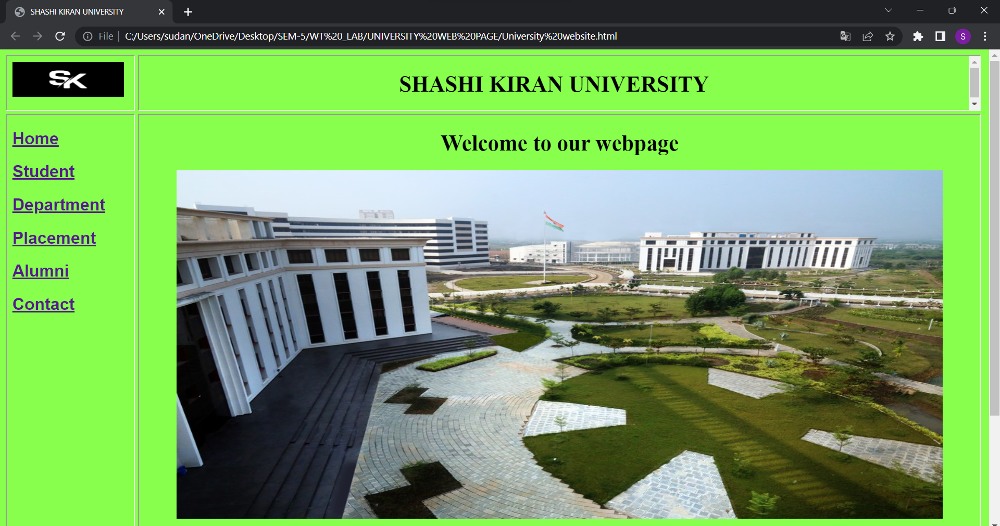 SHASHI KIRAN UNIVERSITY
File C:/Users/sudan/OneDrive/Desktop/SEM-5/WT%20_LAB/UNIVERSITY%20WEB%20PAGE/University%20website.html
S
SK
SHASHI KIRAN UNIVERSITY
Home
Student
Department
Placement
Alumni
Contact
Welcome to our webpage